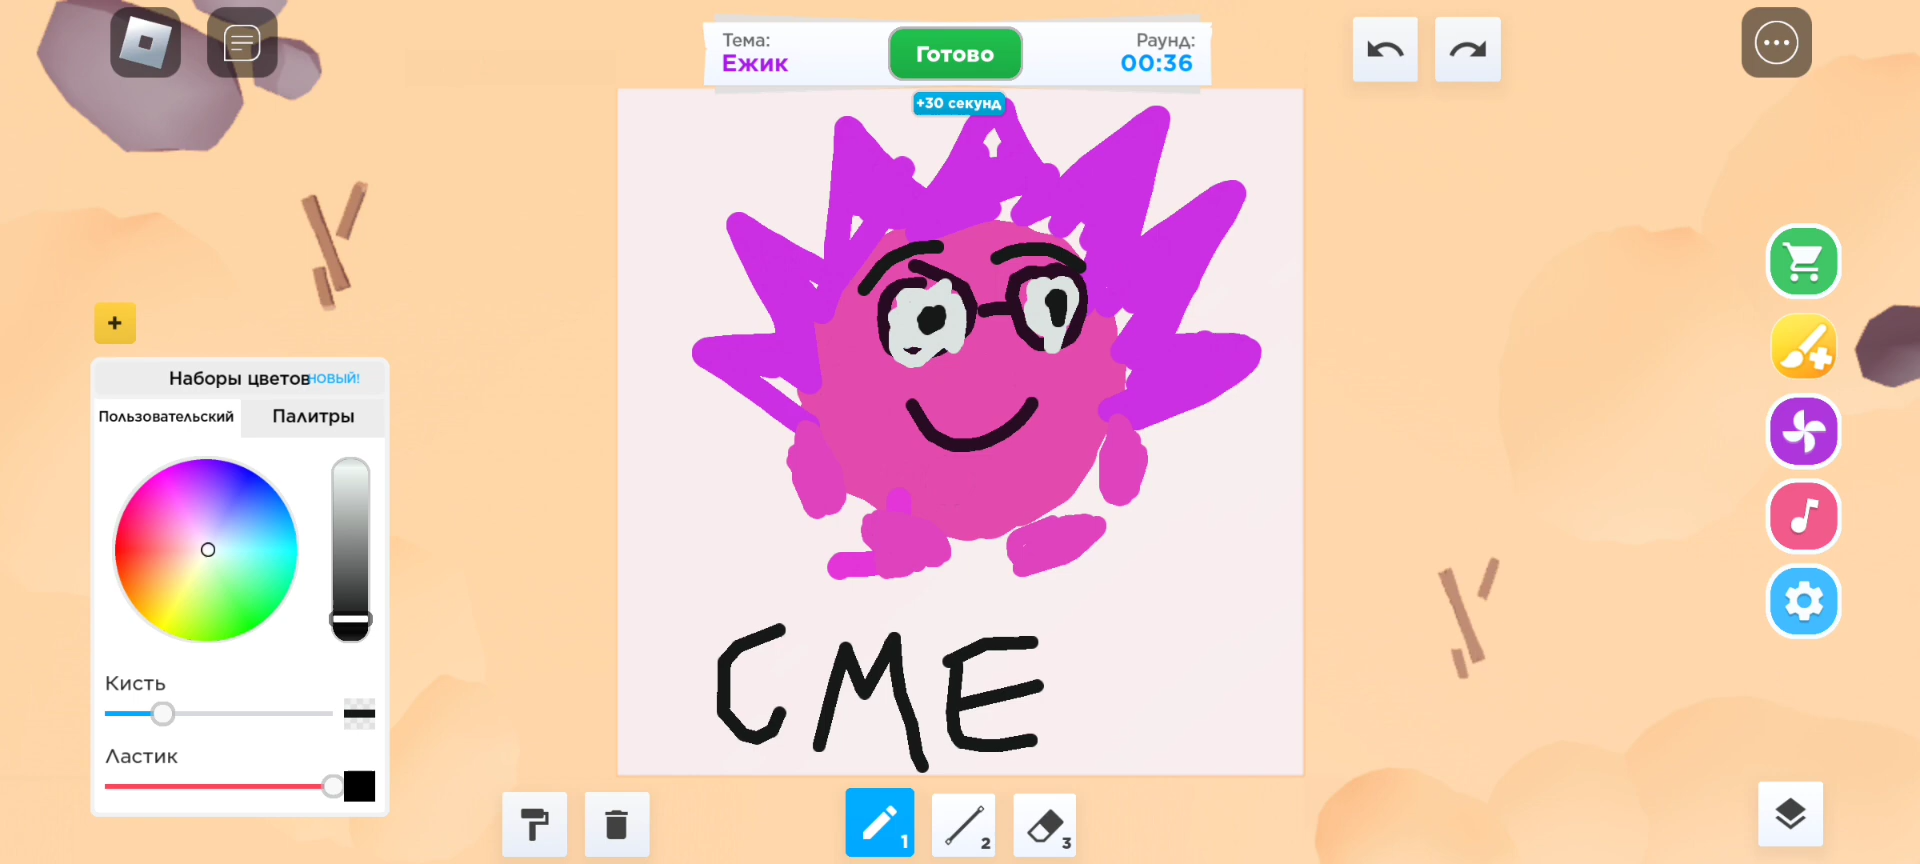 Тема:
Ежик
Готово
Раунд:
00:36
+30 секунд
+
Наборы цветов НОВЫЙ!
Пользовательский
Палитры
Кисть
Ластик
СМЕ
1
2
3